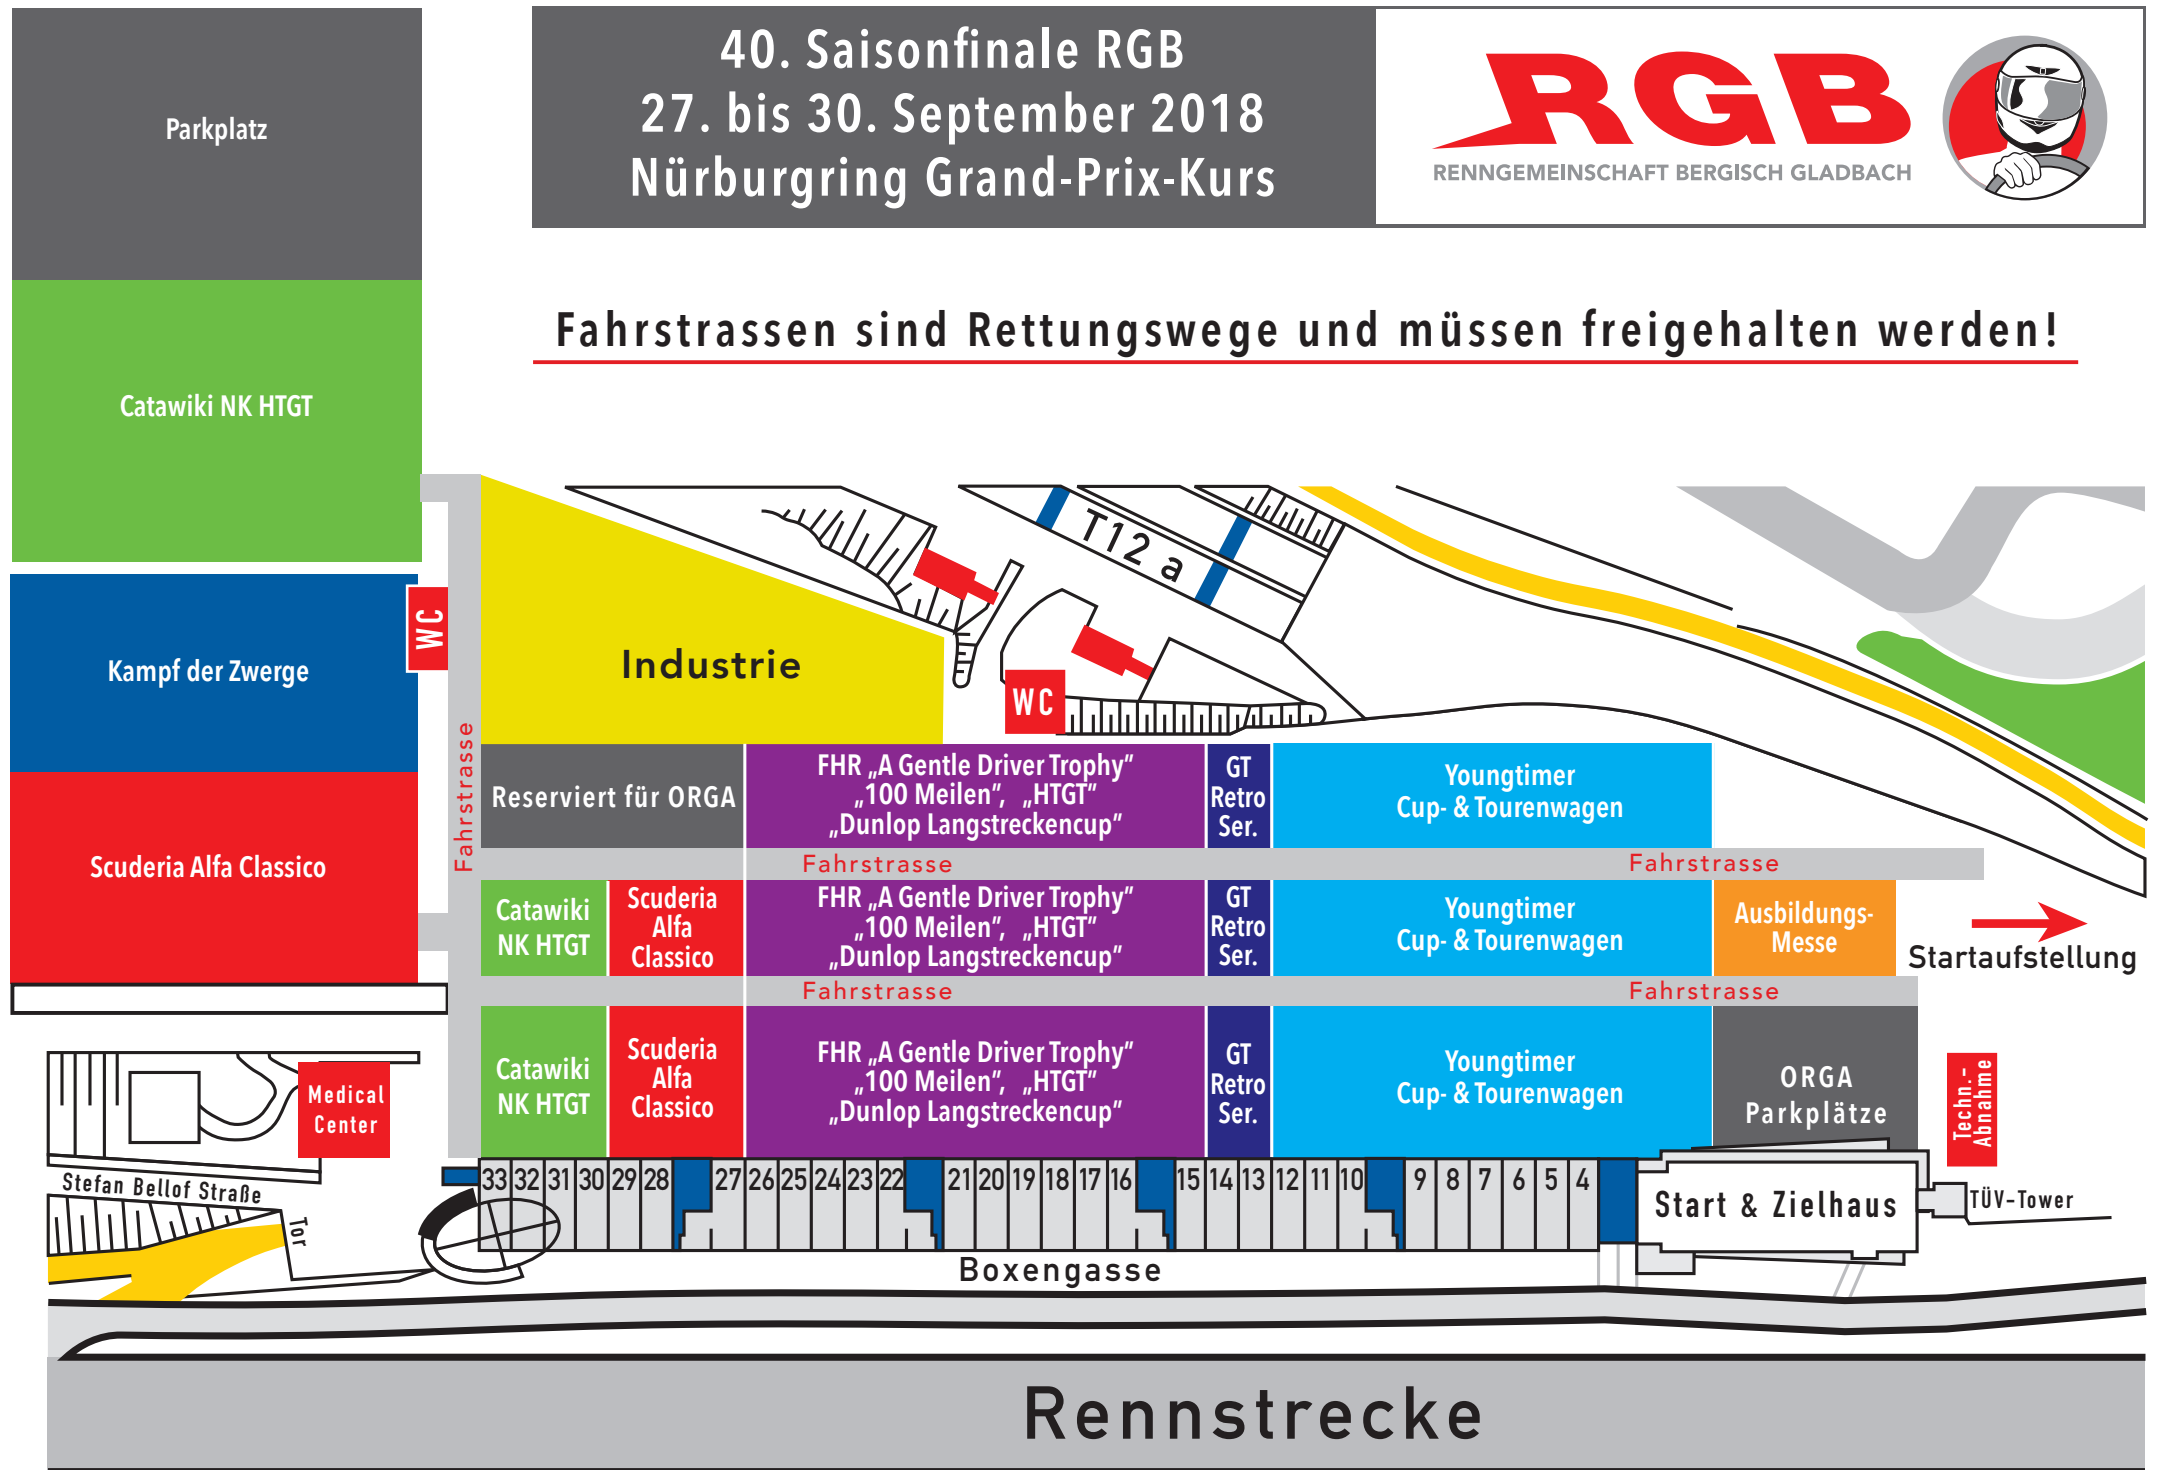 40. Saisonfinale RGB
27. bis 30. September 2018
Nürburgring Grand-Prix-Kurs
RGB
RENNGEMEINSCHAFT BERGISCH GLADBACH
Fahrstrassen sind Rettungswege und müssen freigehalten werden!
Parkplatz
Catawiki NK HTGT
Kampf der Zwerge
Scuderia Alfa Classico
WC
Fahrstrasse
Industrie
T12 a
WC
Reserviert für ORGA
FHR „A Gentle Driver Trophy“
„100 Meilen“, „HTGT“
„Dunlop Langstreckencup“
GT
Retro
Ser.
Youngtimer
Cup- & Tourenwagen
Fahrstrasse
Fahrstrasse
Catawiki
NK HTGT
Scuderia
Alfa
Classico
FHR „A Gentle Driver Trophy“
„100 Meilen“, „HTGT“
„Dunlop Langstreckencup“
GT
Retro
Ser.
Youngtimer
Cup- & Tourenwagen
Ausbildungs-
Messe
Startaufstellung
Fahrstrasse
Fahrstrasse
Catawiki
NK HTGT
Scuderia
Alfa
Classico
FHR „A Gentle Driver Trophy“
„100 Meilen“, „HTGT“
„Dunlop Langstreckencup“
GT
Retro
Ser.
Youngtimer
Cup- & Tourenwagen
ORGA
Parkplätze
Techn.-
Abnahme
Medical
Center
Stefan Bellof Straße
Tor
33 32 31 30 29 28 27 26 25 24 23 22 21 20 19 18 17 16 15 14 13 12 11 10 9 8 7 6 5 4
Start & Zielhaus
TÜV-Tower
Boxengasse
Rennstrecke